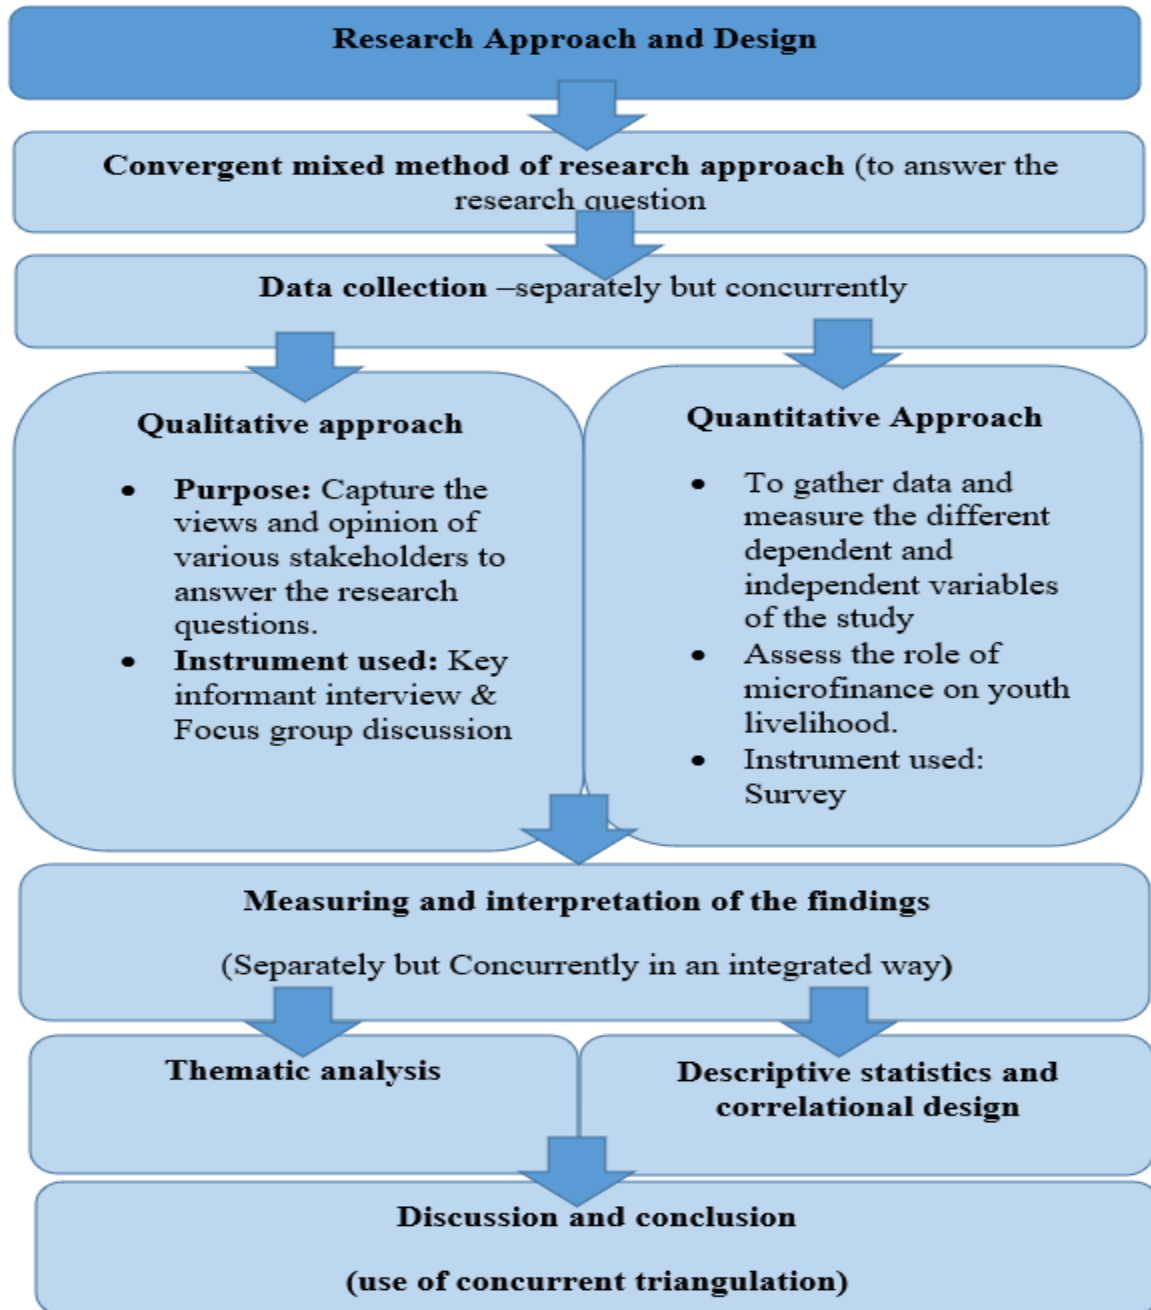 Research Approach and Design
Convergent mixed method of research approach (to answer the
research question
Data collection –separately but concurrently
Qualitative approach
• Purpose: Capture the
views and opinion of
various stakeholders to
answer the research
questions.
• Instrument used: Key
informant interview &
Focus group discussion
Quantitative Approach
• To gather data and
measure the different
dependent and
independent variables
of the study
• Assess the role of
microfinance on youth
livelihood.
• Instrument used:
Survey
Measuring and interpretation of the findings
(Separately but Concurrently in an integrated way)
Thematic analysis
Descriptive statistics and
correlational design
Discussion and conclusion
(use of concurrent triangulation)